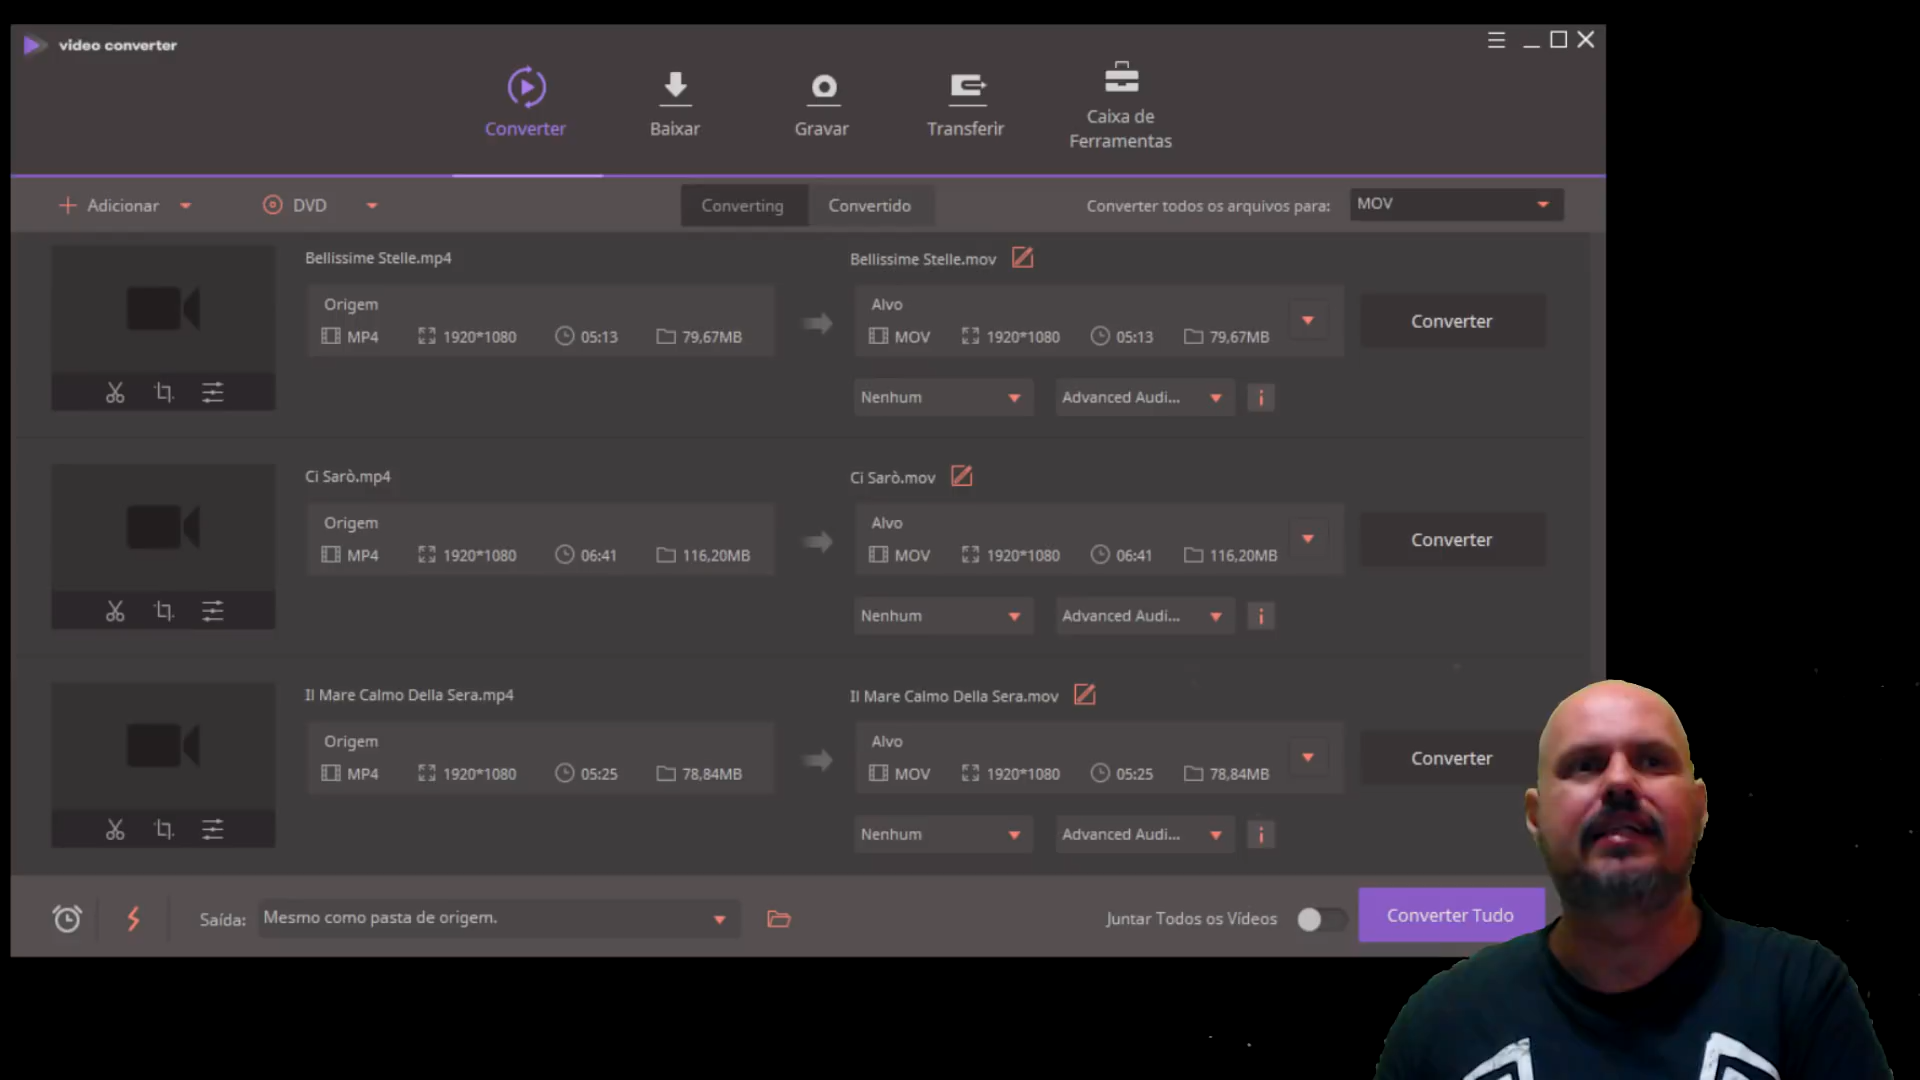 video converter
Converter
Baixar
Gravar
Transferir
Caixa de
Ferramentas
Adicionar
DVD
Converting
Convertido
Converter todos os arquivos para:
MOV
Bellissime Stelle.mp4
Bellissime Stelle.mov
Origem
MP4 1920*1080 05:13 79,67MB
Alvo
MOV 1920*1080 05:13 79,67MB
Converter
Nenhum
Advanced Audi...
Ci Sarò.mp4
Ci Sarò.mov
Origem
MP4 1920*1080 06:41 116,20MB
Alvo
MOV 1920*1080 06:41 116,20MB
Converter
Nenhum
Advanced Audi...
Il Mare Calmo Della Sera.mp4
Il Mare Calmo Della Sera.mov
Origem
MP4 1920*1080 05:25 78,84MB
Alvo
MOV 1920*1080 05:25 78,84MB
Converter
Nenhum
Advanced Audi...
Saída: Mesmo como pasta de origem.
Juntar Todos os Vídeos
Converter Tudo